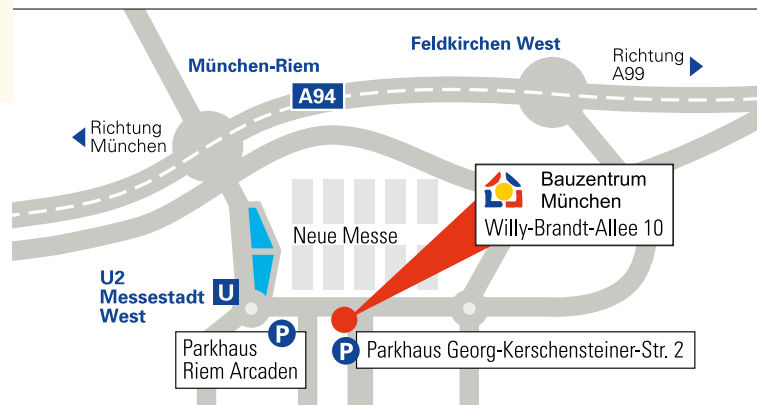 Feldkirchen West
München-Riem
Richtung
A99
A94
Richtung
München
Bauzentrum
München
Willy-Brandt-Allee 10
Neue Messe
U2
Messestadt
West
U
P
Parkhaus
Riem Arcaden
P
Parkhaus Georg-Kerschensteiner-Str. 2